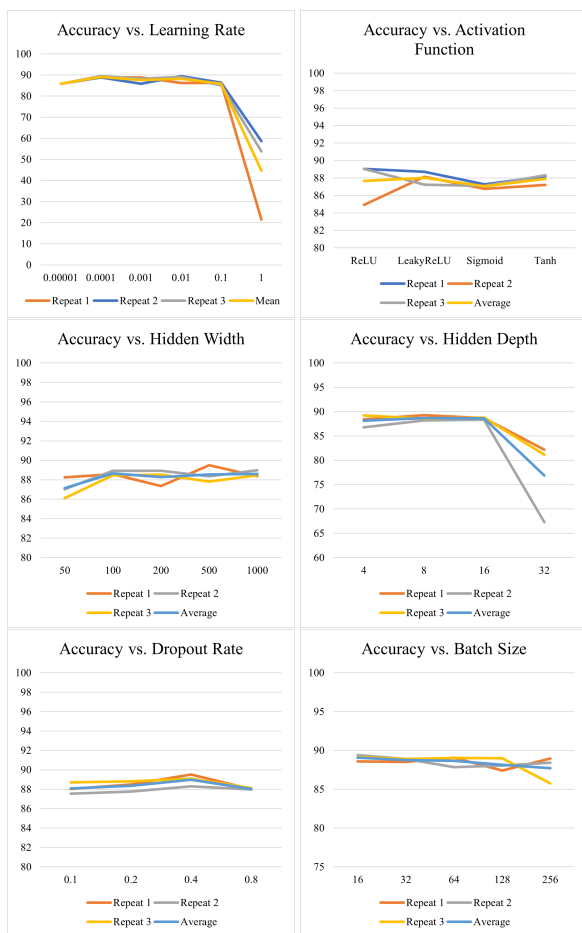 Accuracy vs. Learning Rate
100
90
80
70
60
50
40
30
20
10
0
0.00001 0.0001 0.001 0.01 0.1 1
Repeat 1 Repeat 2 Repeat 3 Mean
Accuracy vs. Activation
Function
100
98
96
94
92
90
88
86
84
82
80
ReLU LeakyReLU Sigmoid Tanh
Repeat 1 Repeat 2
Repeat 3 Average
Accuracy vs. Hidden Width
100
98
96
94
92
90
88
86
84
82
80
50 100 200 500 1000
Repeat 1 Repeat 2
Repeat 3 Average
Accuracy vs. Hidden Depth
100
95
90
85
80
75
70
65
60
4 8 16 32
Repeat 1 Repeat 2
Repeat 3 Average
Accuracy vs. Dropout Rate
100
98
96
94
92
90
88
86
84
82
80
0.1 0.2 0.4 0.8
Repeat 1 Repeat 2
Repeat 3 Average
Accuracy vs. Batch Size
100
95
90
85
80
75
16 32 64 128 256
Repeat 1 Repeat 2
Repeat 3 Average